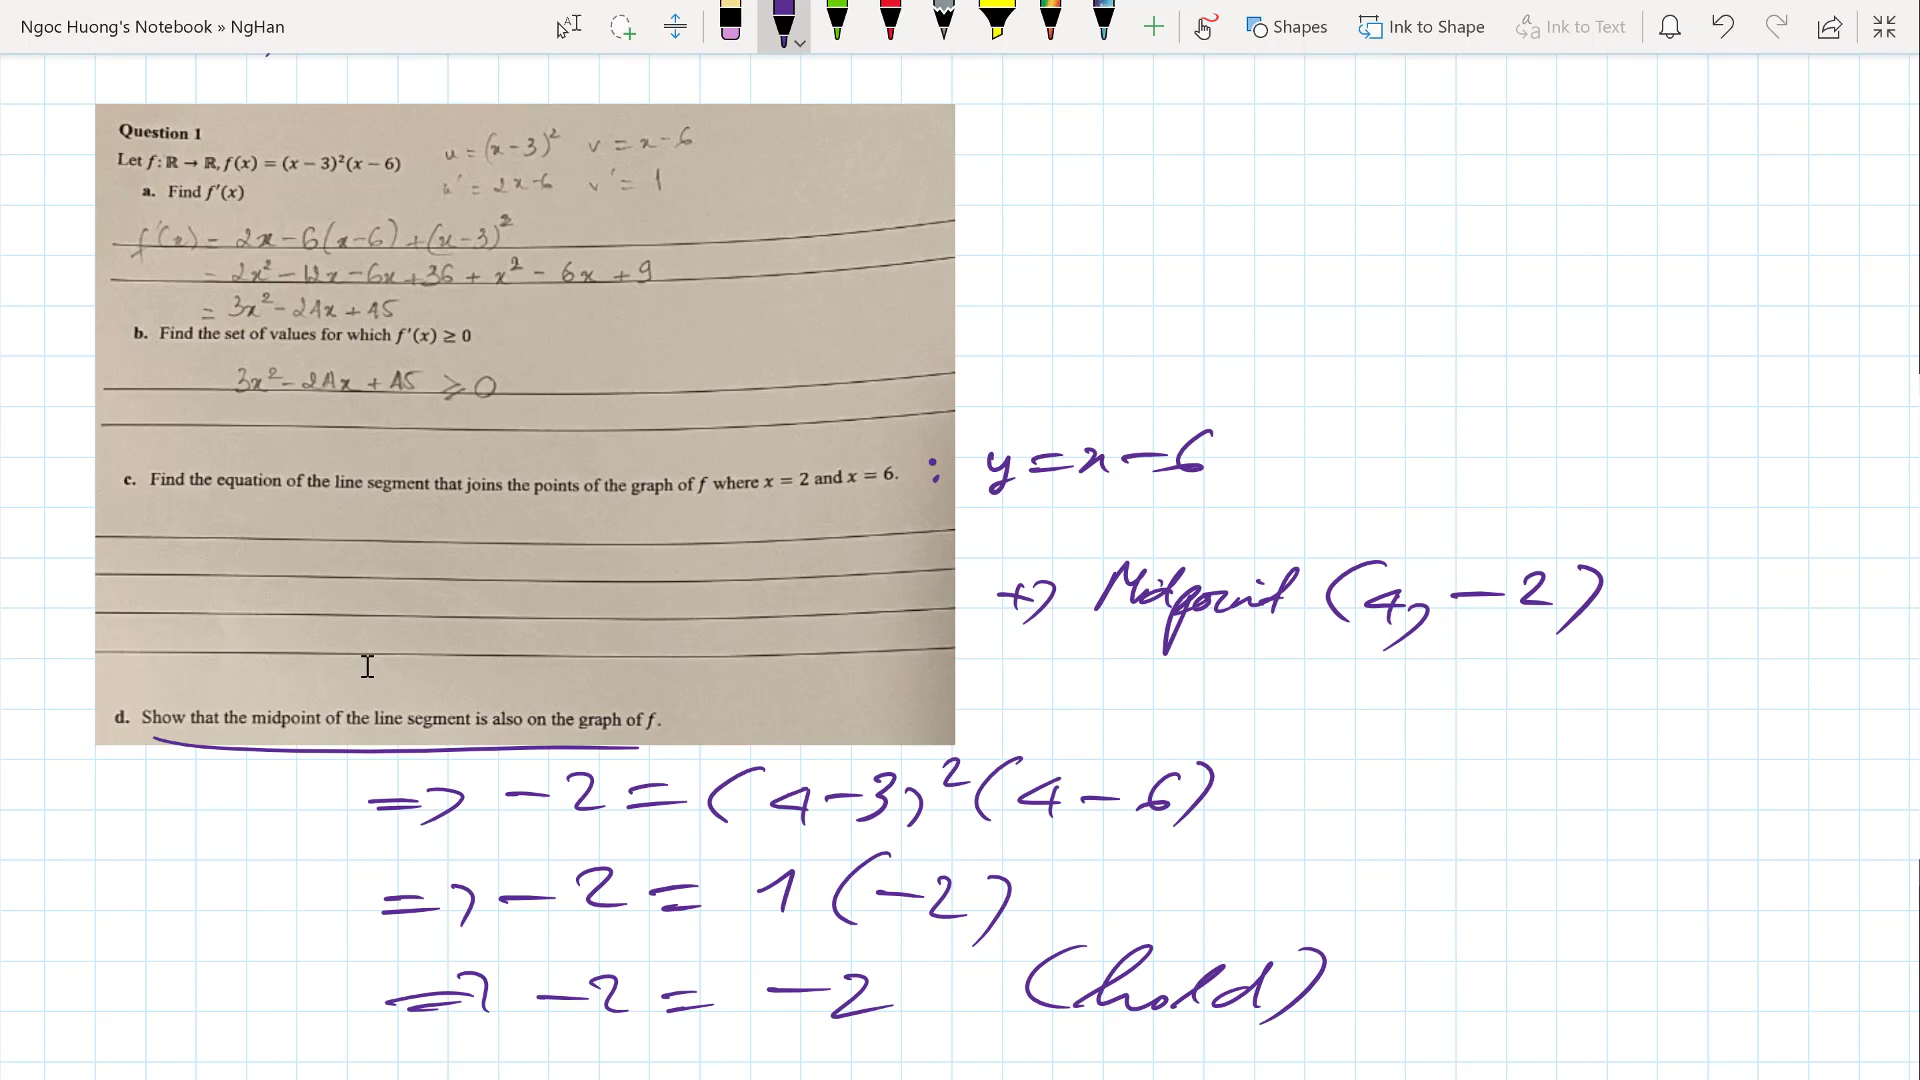 Ngoc Huong's Notebook » NgHan
Shapes
Ink to Shape
Ink to Text
Question 1
Let f: ℝ → ℝ, f(x) = (x − 3)²(x − 6)
u = (x − 3)² v = x − 6
a. Find f′(x)
u' = 2x − 6 v' = 1
f'(x) = 2x − 6(x − 6) + (x − 3)²
= 2x² − 12x − 6x + 36 + x² − 6x + 9
= 3x² − 24x + 45
b. Find the set of values for which f′(x) ≥ 0
3x² − 24x + 45 ≥ 0
c. Find the equation of the line segment that joins the points of the graph of f where x = 2 and x = 6. : y = x − 6
+) Midpoint (4, −2)
d. Show that the midpoint of the line segment is also on the graph of f.
=> −2 = (4 − 3)²(4 − 6)
=> −2 = 1(−2)
=> −2 = −2 (hold)